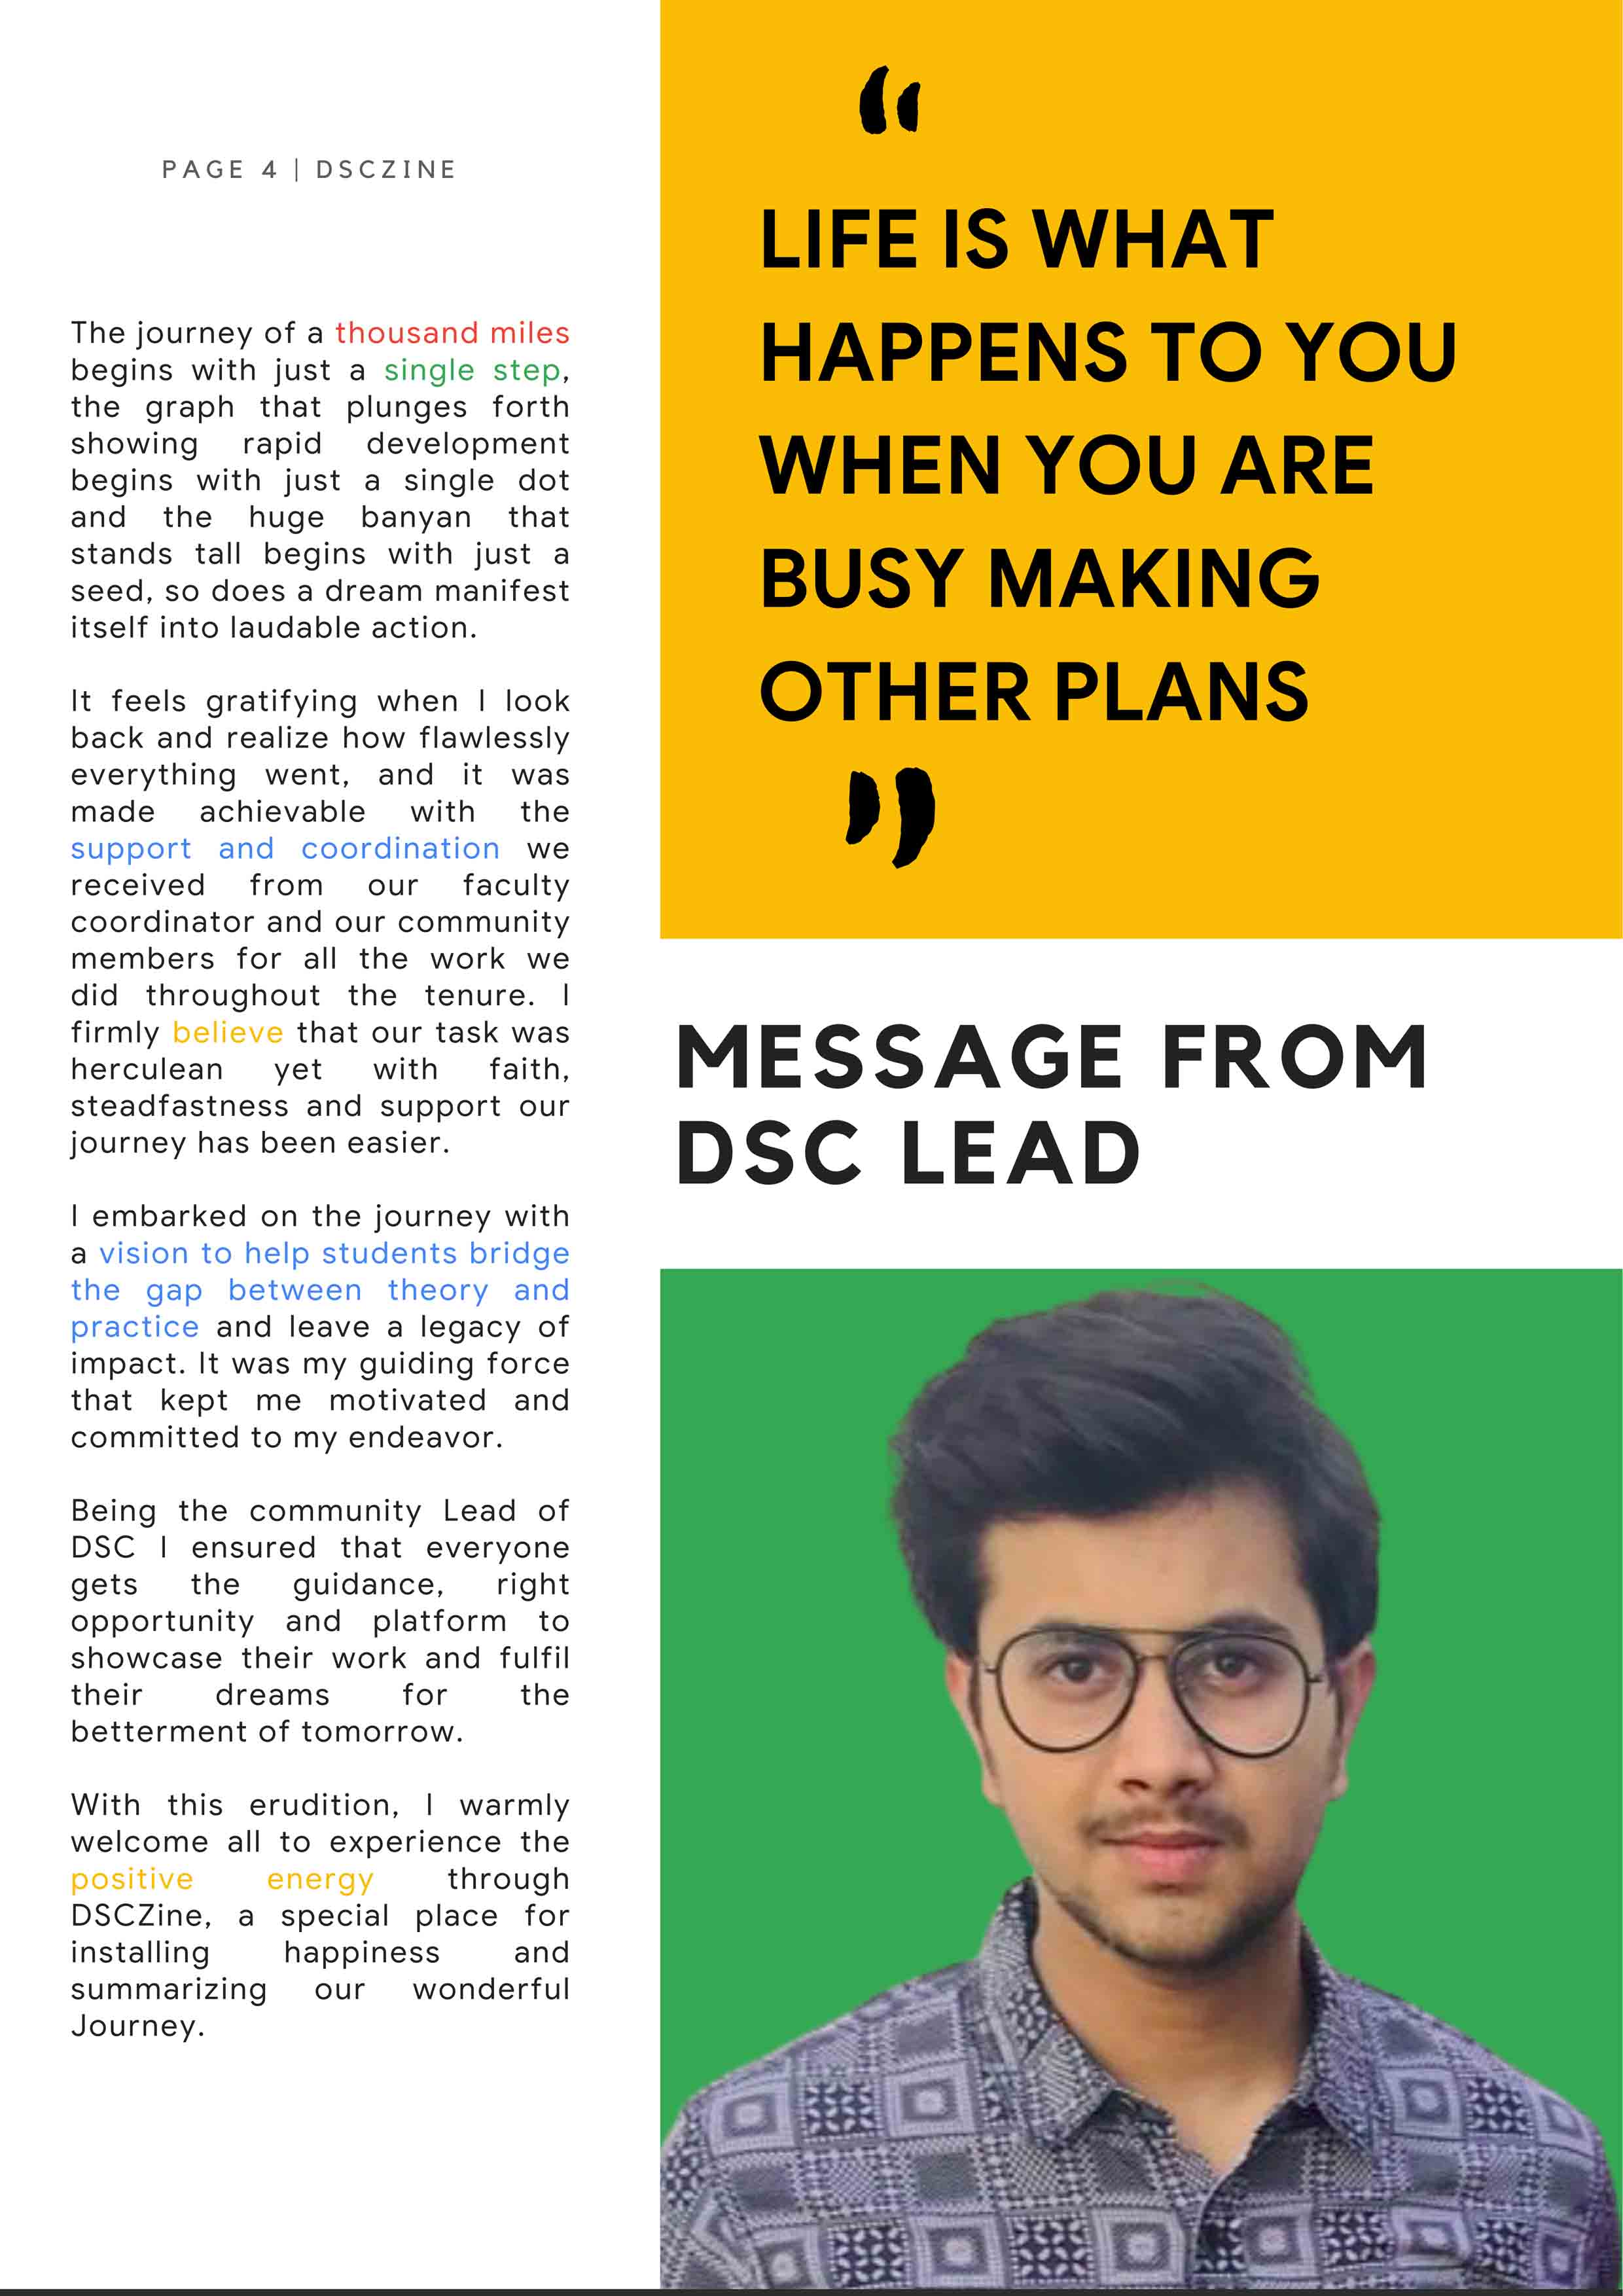 PAGE 4 | DSCZINE
The journey of a thousand miles
begins with just a single step,
the graph that plunges forth
showing rapid development
begins with just a single dot
and the huge banyan that
stands tall begins with just a
seed, so does a dream manifest
itself into laudable action.
It feels gratifying when I look
back and realize how flawlessly
everything went, and it was
made achievable with the
support and coordination we
received from our faculty
coordinator and our community
members for all the work we
did throughout the tenure. I
firmly believe that our task was
herculean yet with faith,
steadfastness and support our
journey has been easier.
I embarked on the journey with
a vision to help students bridge
the gap between theory and
practice and leave a legacy of
impact. It was my guiding force
that kept me motivated and
committed to my endeavor.
Being the community Lead of
DSC I ensured that everyone
gets the guidance, right
opportunity and platform to
showcase their work and fulfil
their dreams for the
betterment of tomorrow.
With this erudition, I warmly
welcome all to experience the
positive energy through
DSCZine, a special place for
installing happiness and
summarizing our wonderful
Journey.
“
LIFE IS WHAT
HAPPENS TO YOU
WHEN YOU ARE
BUSY MAKING
OTHER PLANS
”
MESSAGE FROM
DSC LEAD